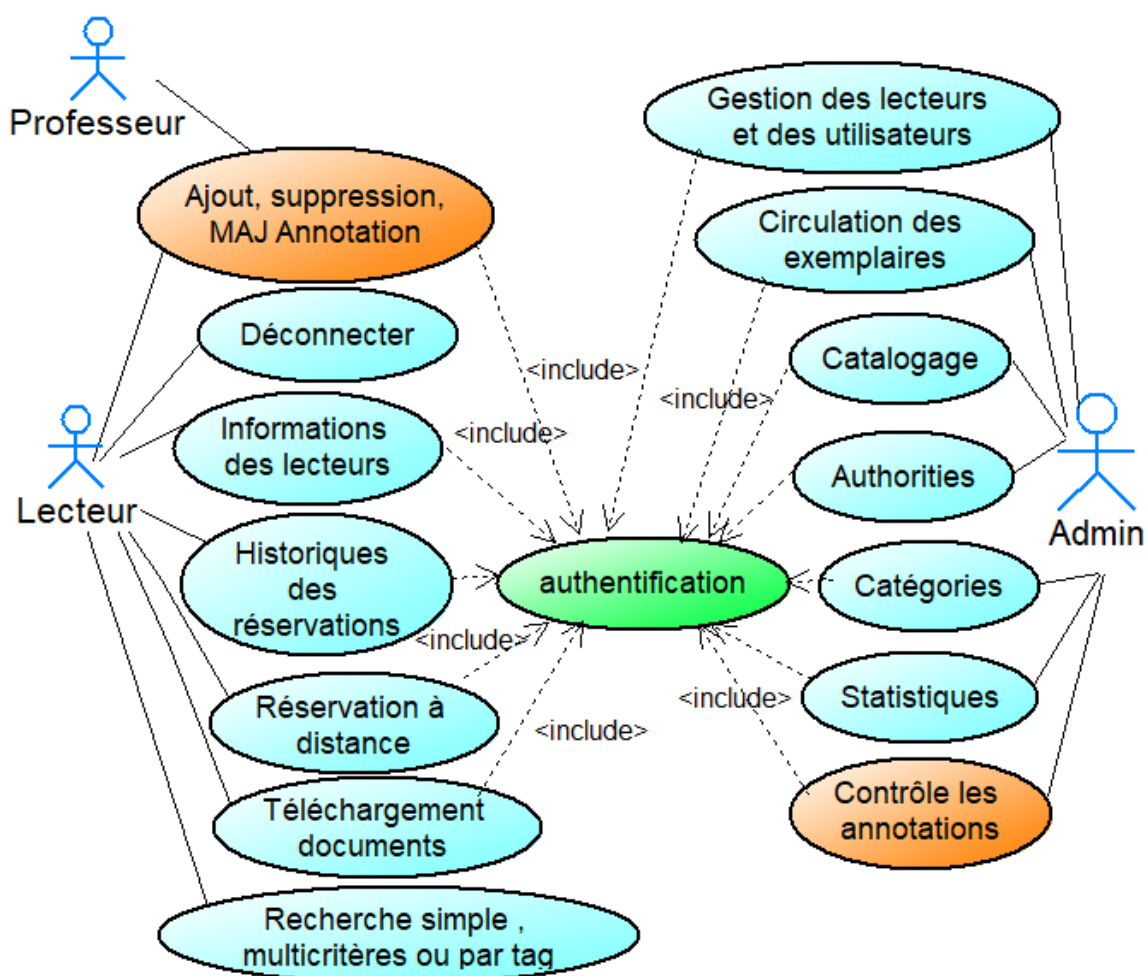 Professeur
Ajout, suppression,
MAJ Annotation
Déconnecter
Informations
des lecteurs
Lecteur
Historiques
des
réservations
Réservation à
distance
Téléchargement
documents
Recherche simple ,
multicritères ou par tag
<include>
<include>
<include>
<include>
<include>
<include>
authentification
Gestion des lecteurs
et des utilisateurs
Circulation des
exemplaires
Catalogage
Authorities
Admin
Catégories
Statistiques
Contrôle les
annotations